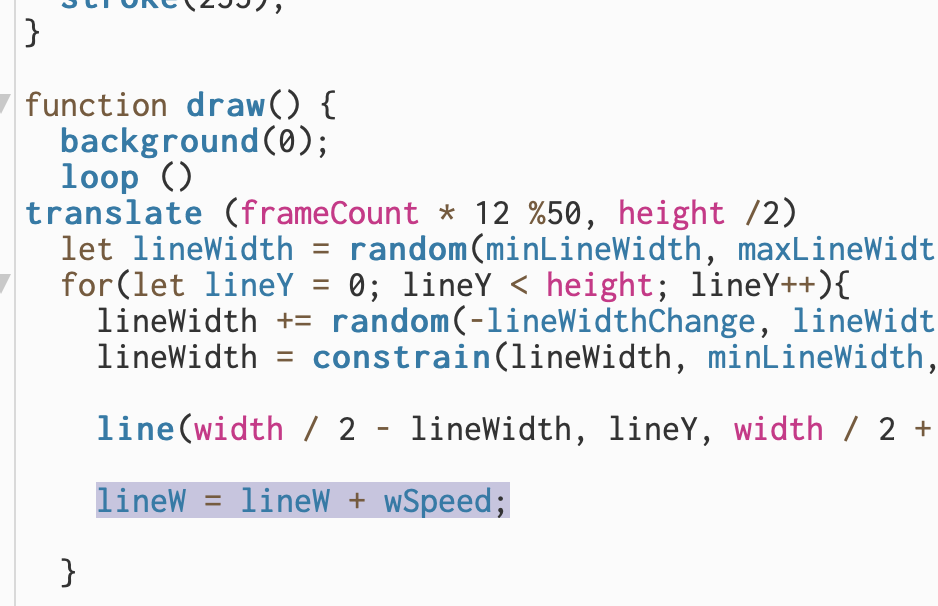 stroke(255);
}
function draw() {
background(0);
loop ()
translate (frameCount * 12 %50, height /2)
let lineWidth = random(minLineWidth, maxLineWidt
for(let lineY = 0; lineY < height; lineY++){
lineWidth += random(-lineWidthChange, lineWidt
lineWidth = constrain(lineWidth, minLineWidth,
line(width / 2 - lineWidth, lineY, width / 2 +
lineW = lineW + wSpeed;
}